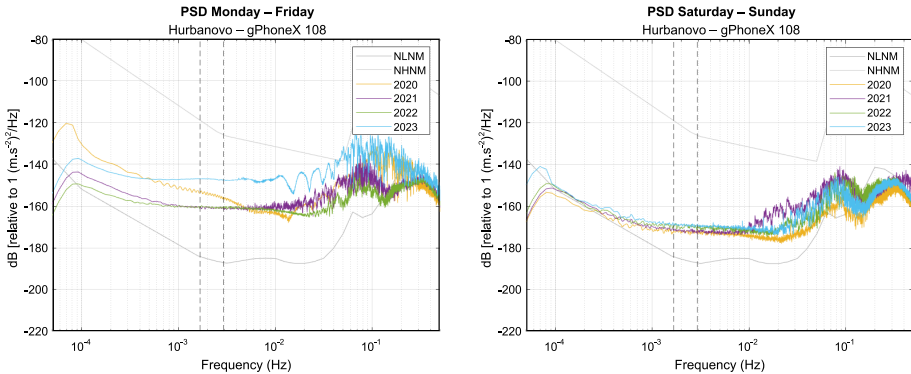 PSD Monday – Friday
Hurbanovo – gPhoneX 108
-80
-100
-120
-140
-160
-180
-200
-220
dB [relative to 1 (m.s⁻²)²/Hz]
NLNM
NHNM
2020
2021
2022
2023
10⁻⁴
10⁻³
10⁻²
10⁻¹
Frequency (Hz)
PSD Saturday – Sunday
Hurbanovo – gPhoneX 108
-80
-100
-120
-140
-160
-180
-200
-220
dB [relative to 1 (m.s⁻²)²/Hz]
NLNM
NHNM
2020
2021
2022
2023
10⁻⁴
10⁻³
10⁻²
10⁻¹
Frequency (Hz)